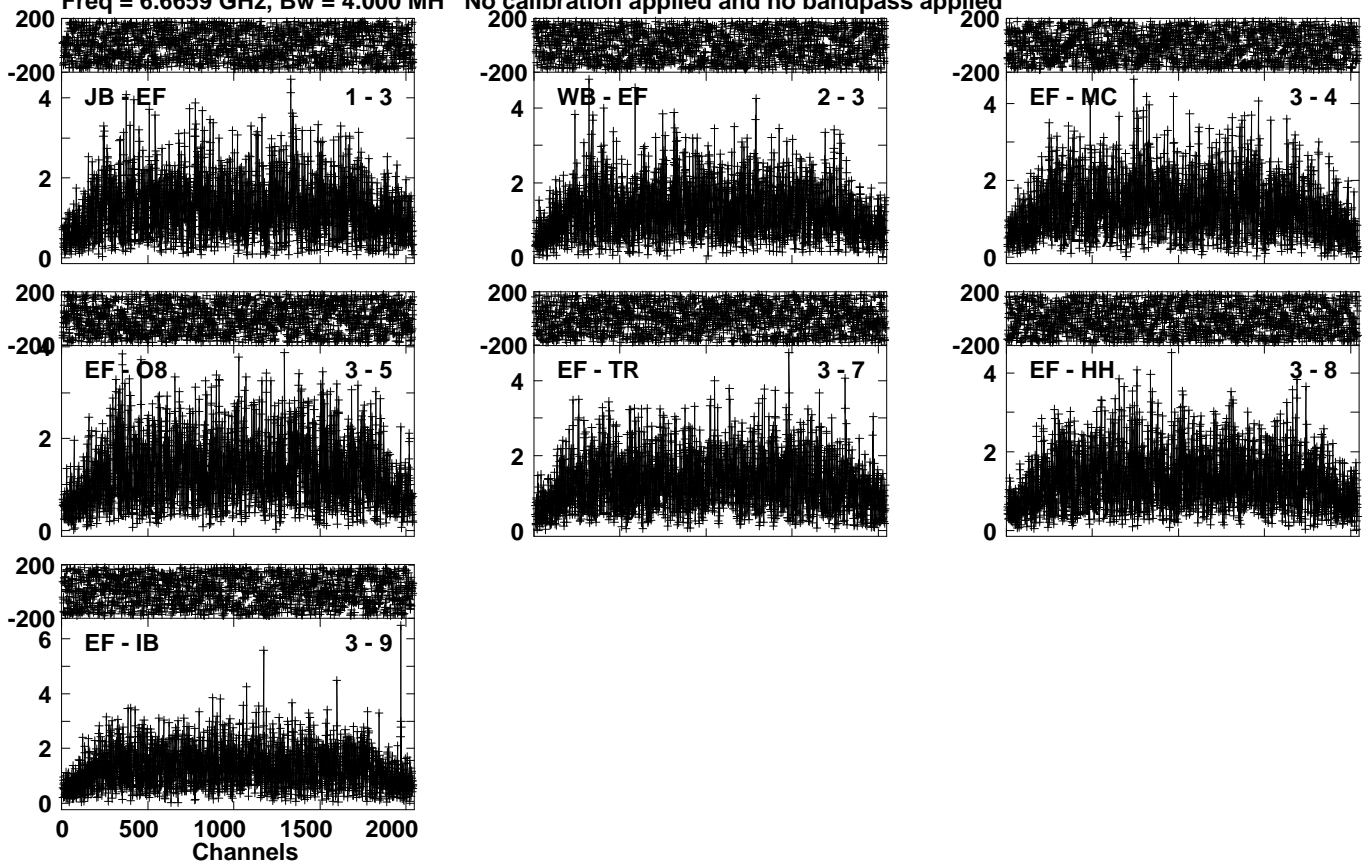 Freq = 6.6659 GHz, Bw = 4.000 MH No calibration applied and no bandpass applied
200 200 200
-200 -200 -200
JB - EF 1 - 3 WB - EF 2 - 3 EF - MC 3 - 4
4 4 4
2 2 2
0 0 0
200 200 200
-200 -200 -200
4
EF - O8 3 - 5 EF - TR 3 - 7 EF - HH 3 - 8
4 4
2 2 2
0 0 0
200
-200
6
EF - IB 3 - 9
4
2
0
0 500 1000 1500 2000
Channels